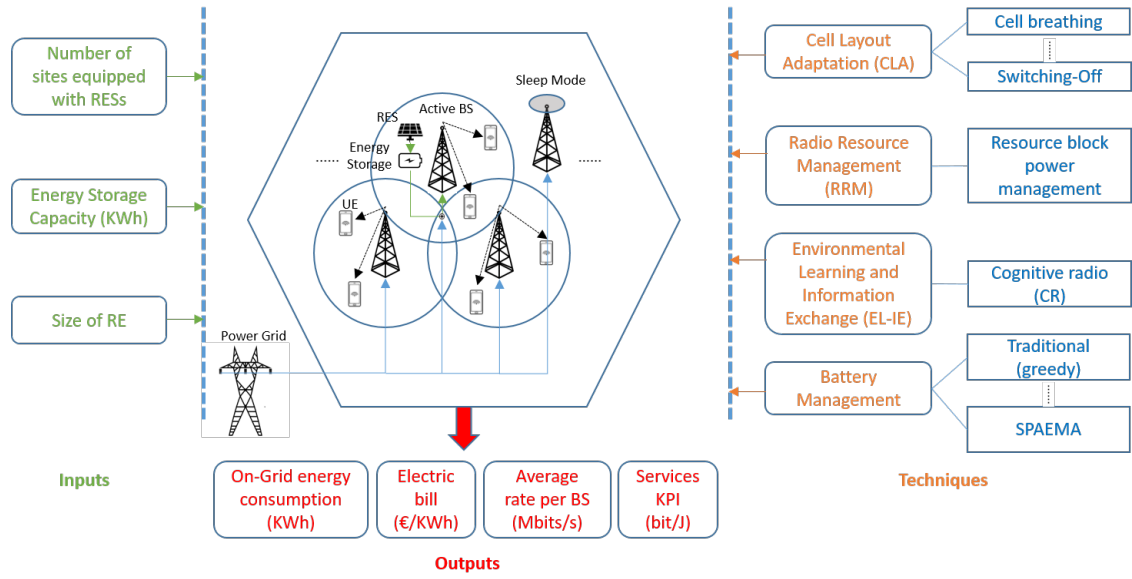 Number of
sites equipped
with RESs
Energy Storage
Capacity (KWh)
Size of RE
Inputs
Power Grid
Sleep Mode
Active BS
RES
Energy
Storage
UE
......
......
On-Grid energy
consumption
(KWh)
Electric
bill
(€/KWh)
Average
rate per BS
(Mbits/s)
Services
KPI
(bit/J)
Outputs
Cell Layout
Adaptation (CLA)
Cell breathing
Switching-Off
Radio Resource
Management
(RRM)
Resource block
power
management
Environmental
Learning and
Information
Exchange (EL-IE)
Cognitive radio
(CR)
Battery
Management
Traditional
(greedy)
SPAEMA
Techniques